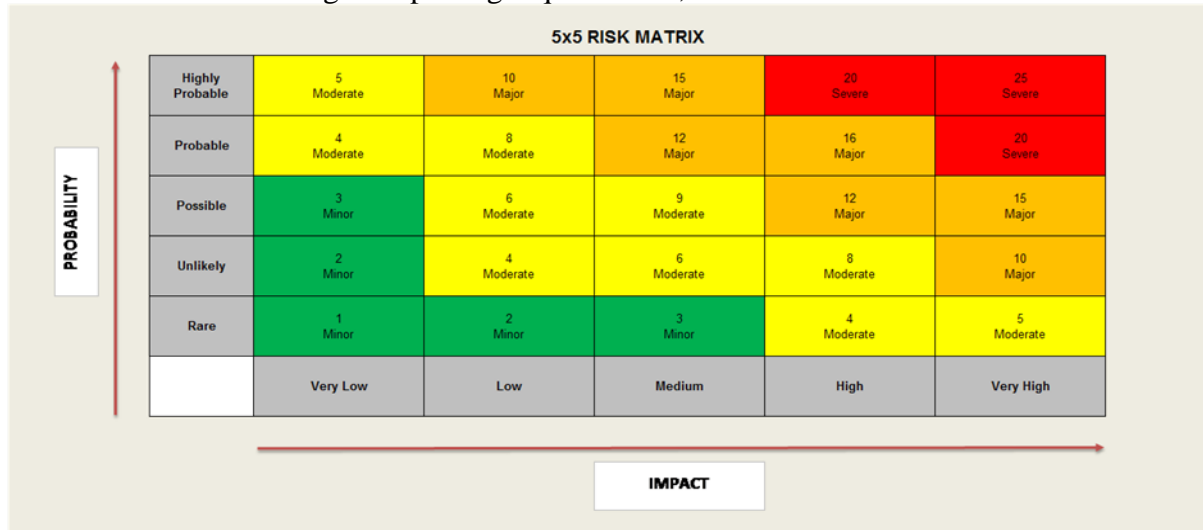 5x5 RISK MATRIX
Highly
Probable
5
Moderate
10
Major
15
Major
20
Severe
25
Severe
PROBABILITY
Probable
4
Moderate
8
Moderate
12
Major
16
Major
20
Severe
Possible
3
Minor
6
Moderate
9
Moderate
12
Major
15
Major
Unlikely
2
Minor
4
Moderate
6
Moderate
8
Moderate
10
Major
Rare
1
Minor
2
Minor
3
Minor
4
Moderate
5
Moderate
Very Low
Low
Medium
High
Very High
IMPACT